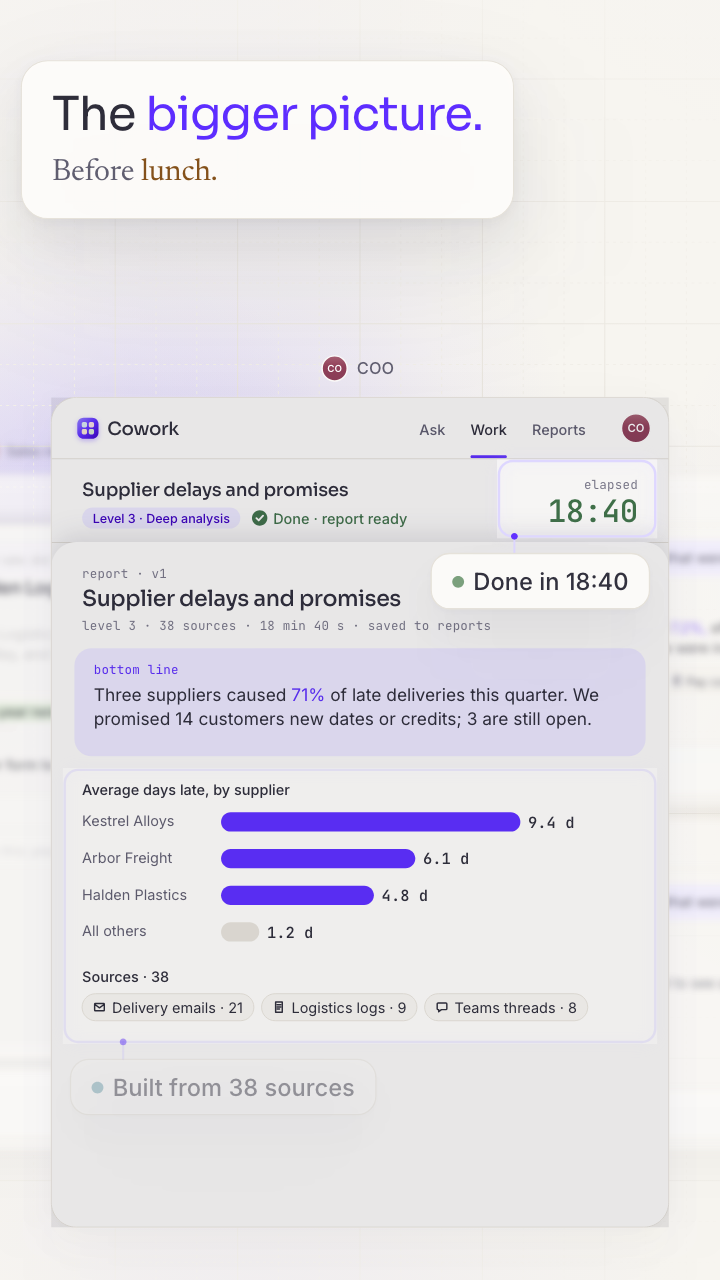 The bigger picture.
Before lunch.
CO COO
Cowork
Ask Work Reports CO
Supplier delays and promises
Level 3 · Deep analysis Done · report ready
elapsed
18:40
report · v1
Supplier delays and promises
Done in 18:40
level 3 · 38 sources · 18 min 40 s · saved to reports
bottom line
Three suppliers caused 71% of late deliveries this quarter. We
promised 14 customers new dates or credits; 3 are still open.
Average days late, by supplier
Kestrel Alloys 9.4 d
Arbor Freight 6.1 d
Halden Plastics 4.8 d
All others 1.2 d
Sources · 38
Delivery emails · 21 Logistics logs · 9 Teams threads · 8
Built from 38 sources